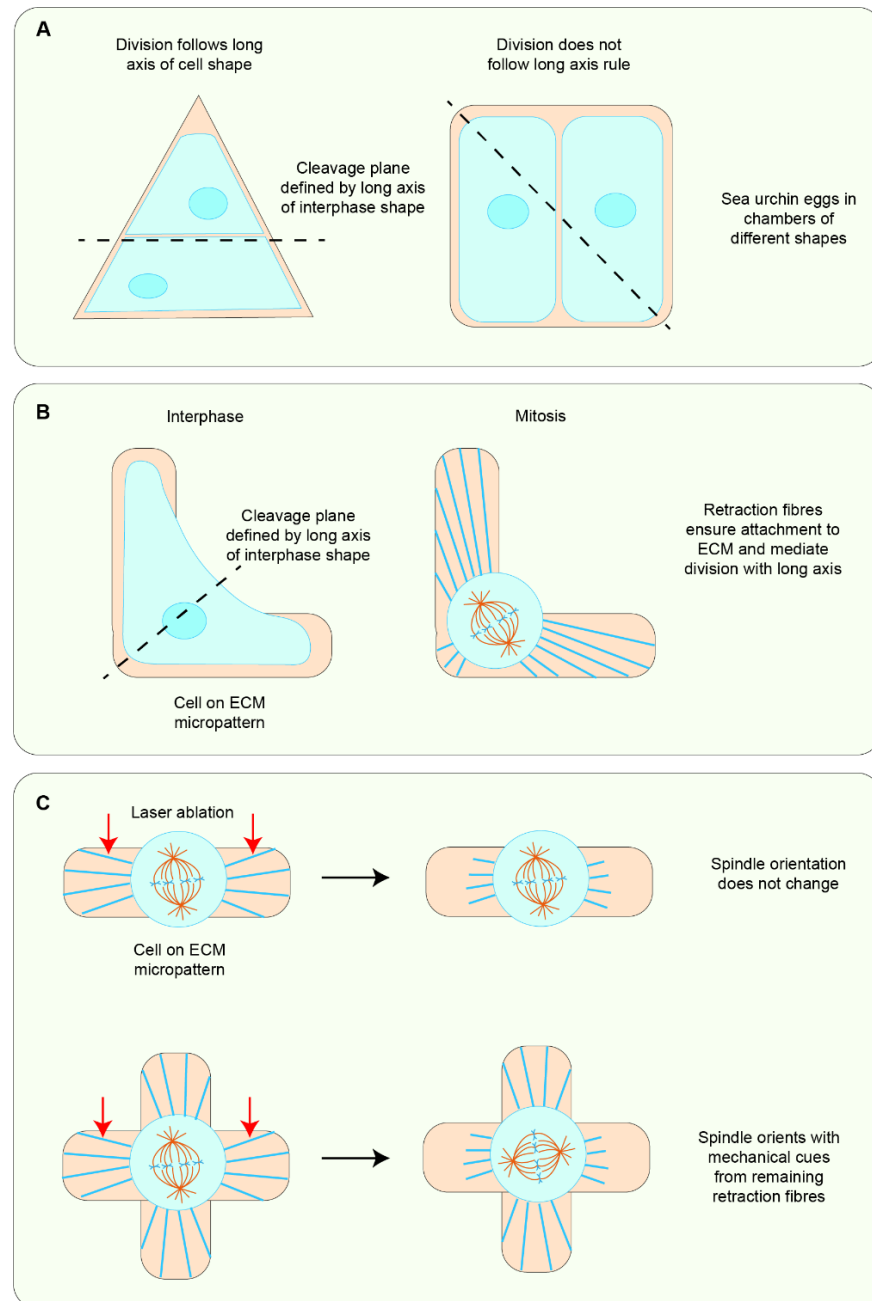 A
Division follows long
axis of cell shape
Division does not
follow long axis rule
Cleavage plane
defined by long axis
of interphase shape
Sea urchin eggs in
chambers of
different shapes
B
Interphase
Mitosis
Cleavage plane
defined by long axis
of interphase shape
Retraction fibres
ensure attachment to
ECM and mediate
division with long axis
Cell on ECM
micropattern
C
Laser ablation
Spindle orientation
does not change
Cell on ECM
micropattern
Spindle orients with
mechanical cues
from remaining
retraction fibres